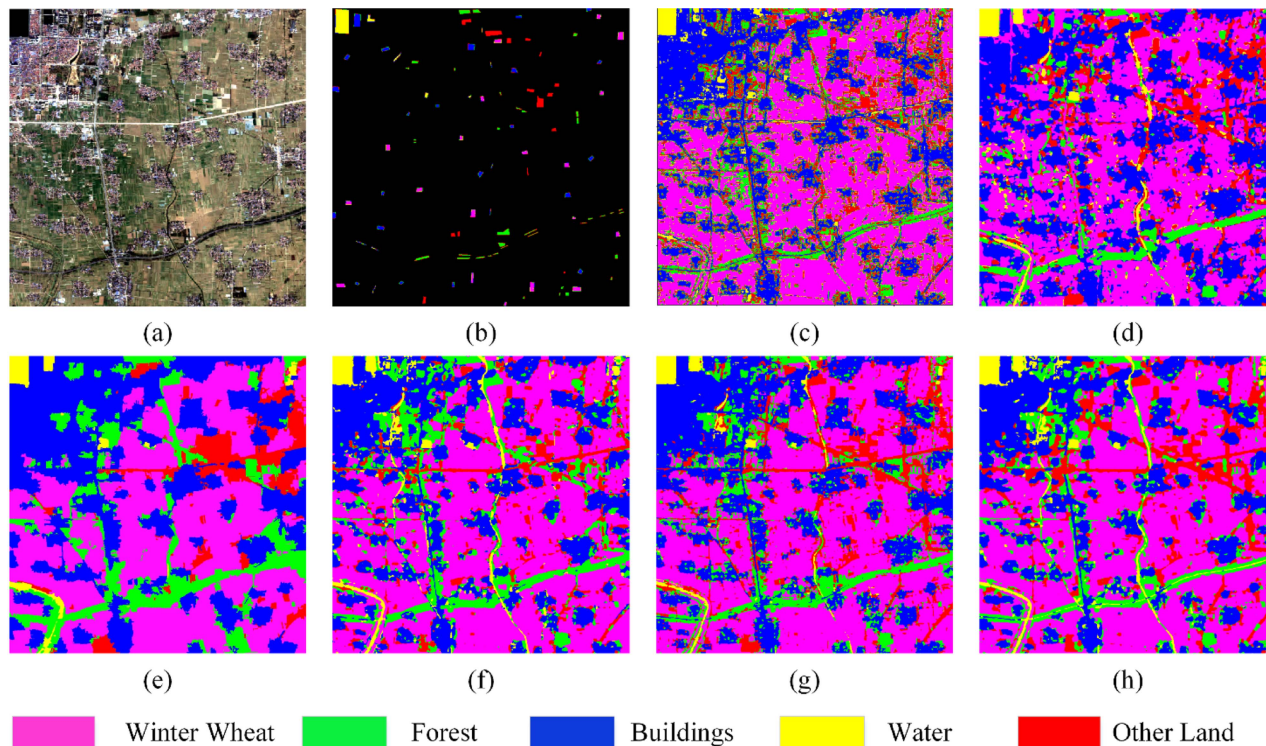 (a) (b) (c) (d)
(e) (f) (g) (h)
Winter Wheat Forest Buildings Water Other Land